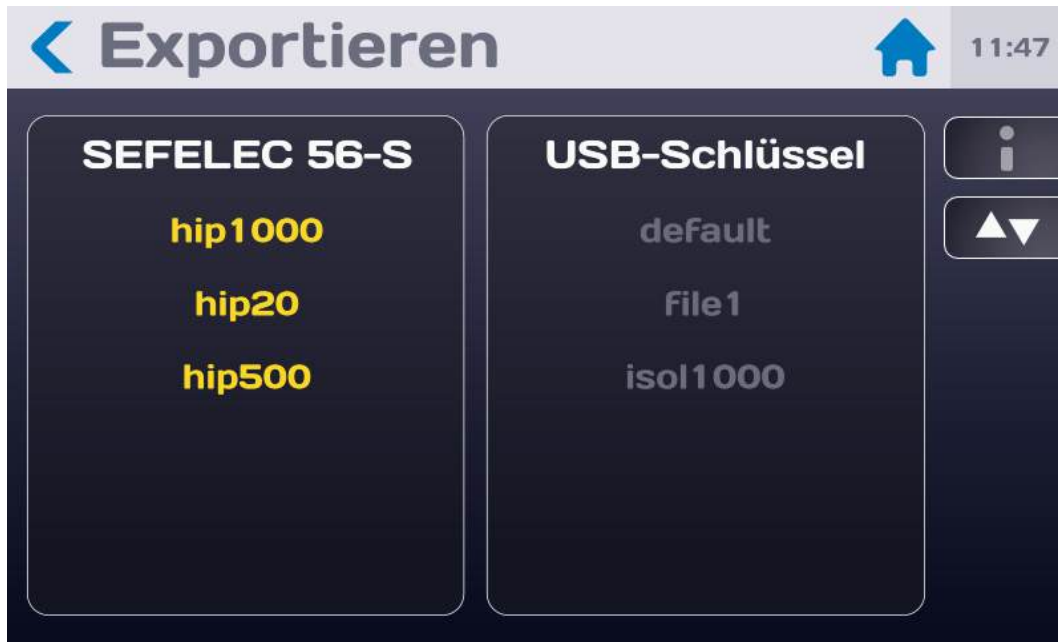 Exportieren
11:47
SEFELEC 56-S
hip1000
hip20
hip500
USB-Schlüssel
default
file1
isol1000